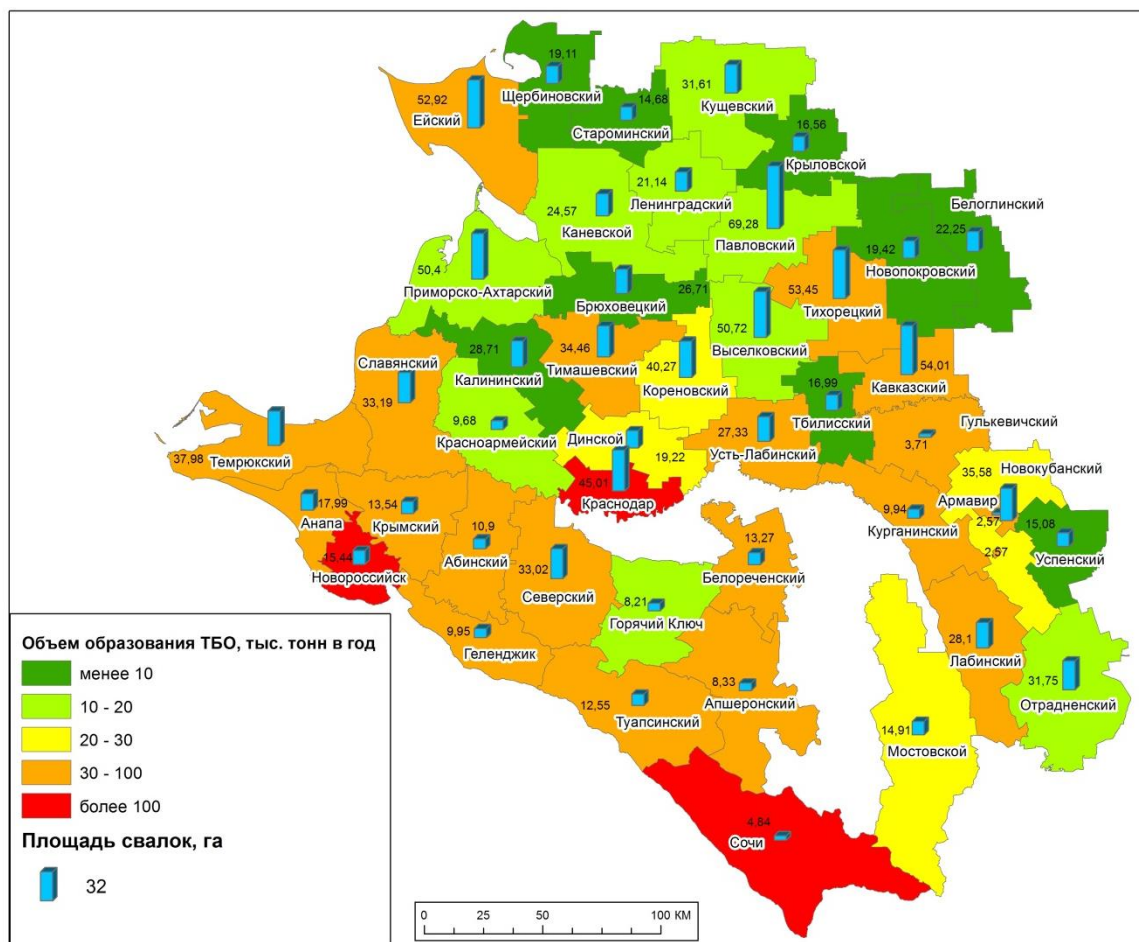 19,11
Щербиновский
52,92
Ейский
14,68
Староминский
31,61
Кущевский
16,56
Крыловской
21,14
Ленинградский
24,57
Каневской
69,28
Павловский
Белоглинский
22,25
19,42
Новопокровский
50,4
Приморско-Ахтарский
26,71
Брюховецкий
53,45
Тихорецкий
50,72
Выселковский
34,46
Тимашевский
28,71
Калининский
40,27
Кореновский
54,01
Кавказский
Славянский
33,19
16,99
Тбилисский
9,68
Красноармейский
Динской
19,22
27,33
Усть-Лабинский
Гулькевичский
3,71
37,98
Темрюкский
45,01
Краснодар
35,58
Новокубанский
Армавир
2,57
2,57
17,99
Анапа
13,54
Крымский
10,9
Абинский
9,94
Курганинский
15,08
Успенский
15,44
Новороссийск
33,02
Северский
13,27
Белореченский
8,21
Горячий Ключ
9,95
Геленджик
28,1
Лабинский
31,75
Отрадненский
12,55
Туапсинский
8,33
Апшеронский
14,91
Мостовской
4,84
Сочи
Объем образования ТБО, тыс. тонн в год
менее 10
10 - 20
20 - 30
30 - 100
более 100
Площадь свалок, га
32
0 25 50 100 КМ